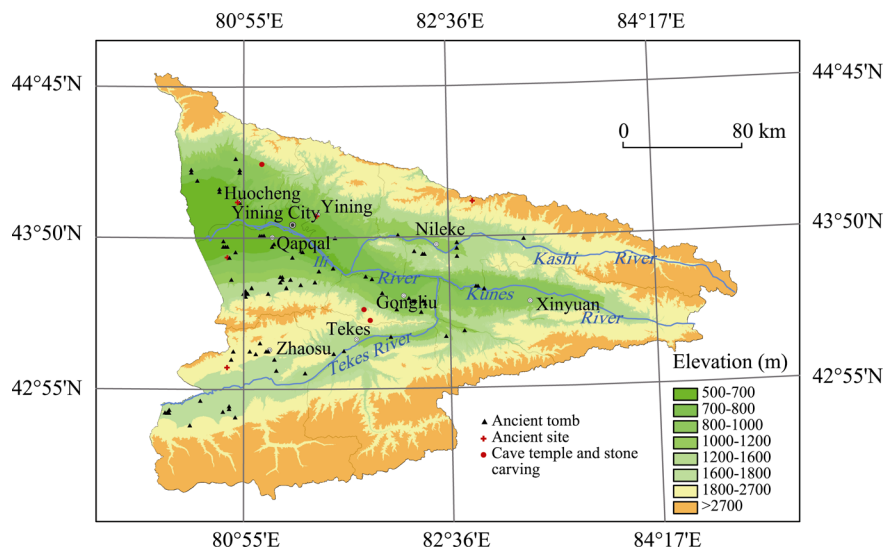 80°55'E 82°36'E 84°17'E
44°45'N 44°45'N
0 80 km
Huocheng
Yining City Yining
43°50'N Nileke 43°50'N
Qapqal
Ili River Kashi River
Gongliu Kunes River Xinyuan
Tekes
Zhaosu Tekes River
Elevation (m)
42°55'N 42°55'N
500-700
700-800
800-1000
1000-1200
1200-1600
1600-1800
1800-2700
>2700
Ancient tomb
Ancient site
Cave temple and stone
carving
80°55'E 82°36'E 84°17'E